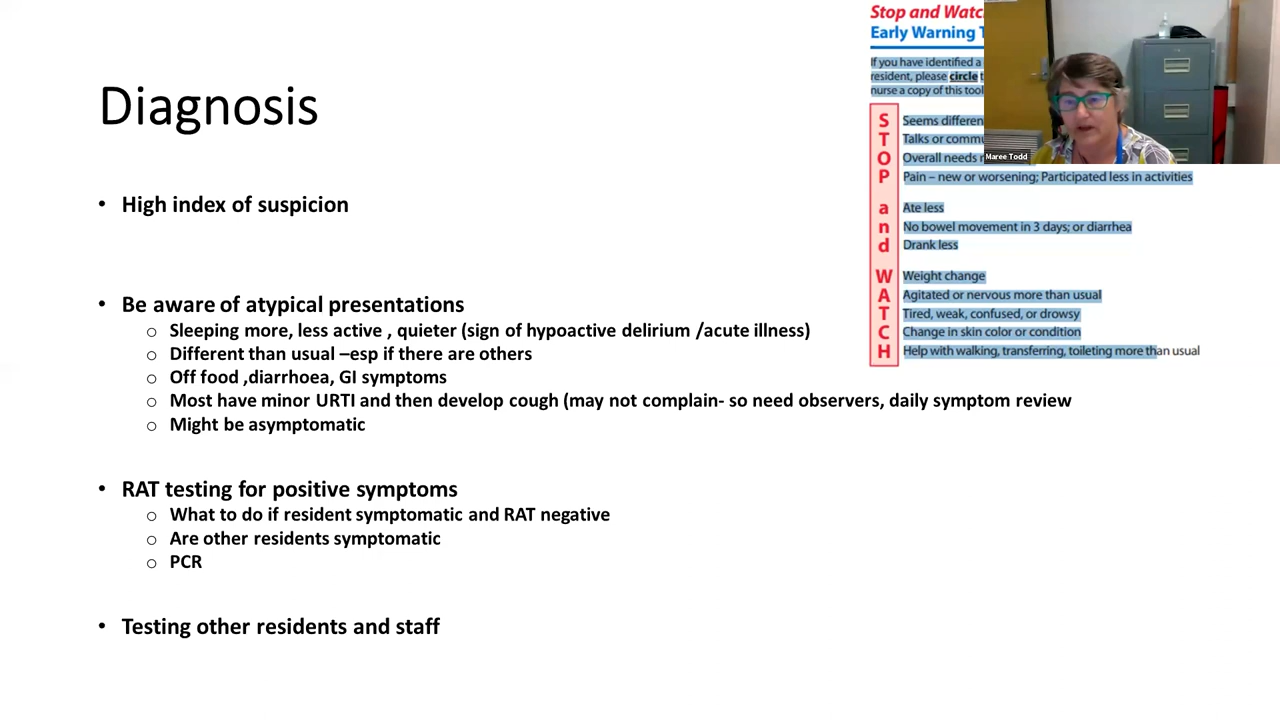 Diagnosis
• High index of suspicion
• Be aware of atypical presentations
o Sleeping more, less active , quieter (sign of hypoactive delirium /acute illness)
o Different than usual –esp if there are others
o Off food ,diarrhoea, GI symptoms
o Most have minor URTI and then develop cough (may not complain- so need observers, daily symptom review
o Might be asymptomatic
• RAT testing for positive symptoms
o What to do if resident symptomatic and RAT negative
o Are other residents symptomatic
o PCR
• Testing other residents and staff
Stop and
Early Warning
If you have identified a
resident, please circle
nurse a copy of this tool
S Seems
T Talks or
O Overall needs
P Pain – new or worsening; Participated less in activities
a Ate less
n No bowel movement in 3 days; or diarrhea
d Drank less
W Weight change
A Agitated or nervous more than usual
T Tired, weak, confused, or drowsy
C Change in skin color or condition
H Help with walking, transferring, toileting more than usual
Maree Todd